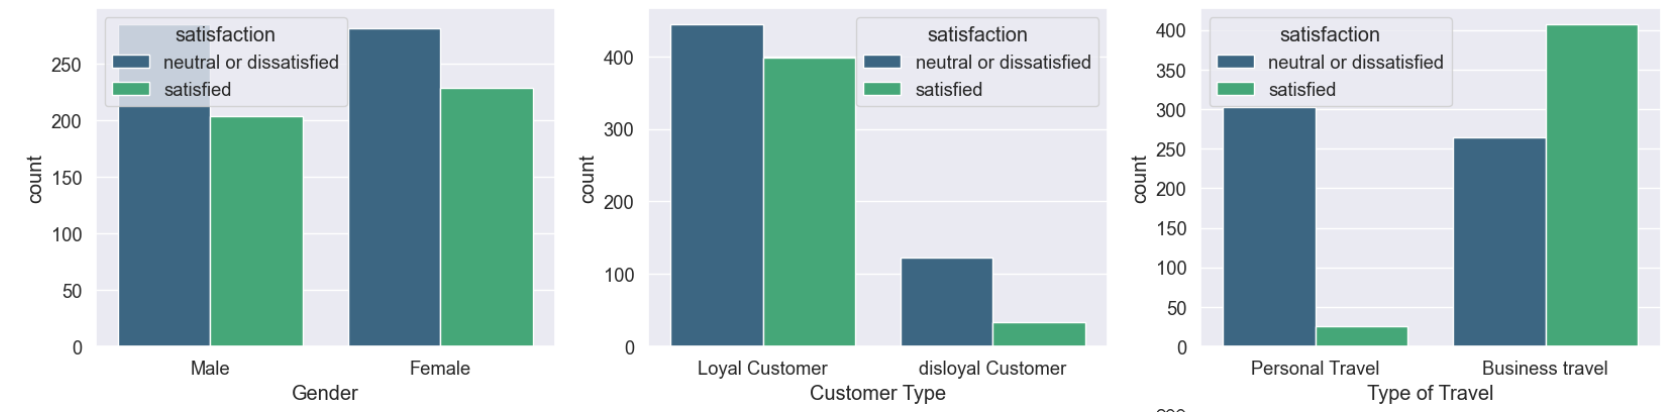 satisfaction
neutral or dissatisfied
satisfied
250
200
150
100
50
0
count
Male Female
Gender
satisfaction
neutral or dissatisfied
satisfied
400
300
200
100
0
count
Loyal Customer disloyal Customer
Customer Type
satisfaction
neutral or dissatisfied
satisfied
400
350
300
250
200
150
100
50
0
count
Personal Travel Business travel
Type of Travel